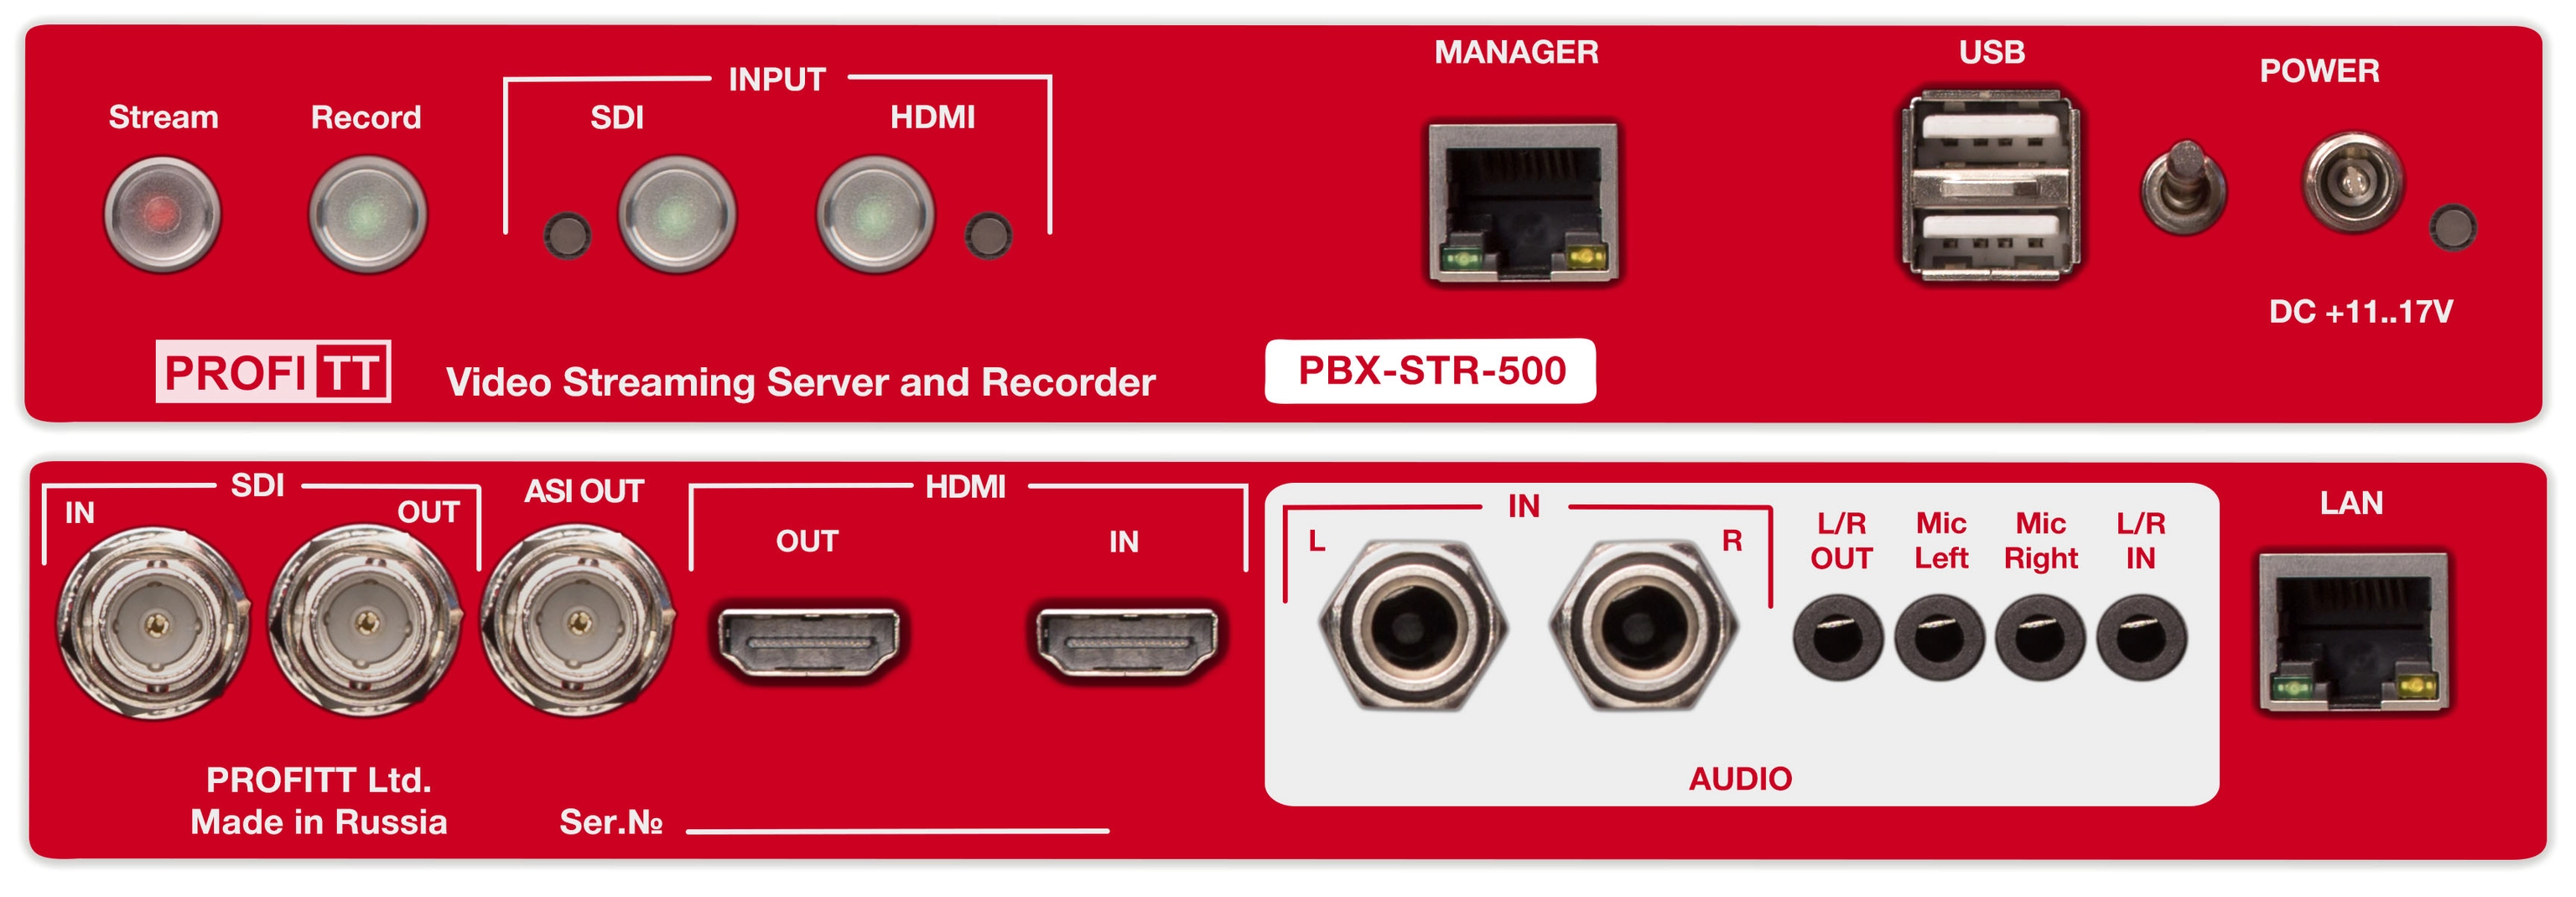 MANAGER
USB
POWER
INPUT
Stream
Record
SDI
HDMI
DC +11..17V
PROFITT
Video Streaming Server and Recorder
PBX-STR-500
SDI
IN
OUT
ASI OUT
HDMI
OUT
IN
IN
L
R
L/R
OUT
Mic
Left
Mic
Right
L/R
IN
LAN
AUDIO
PROFITT Ltd.
Made in Russia
Ser.№